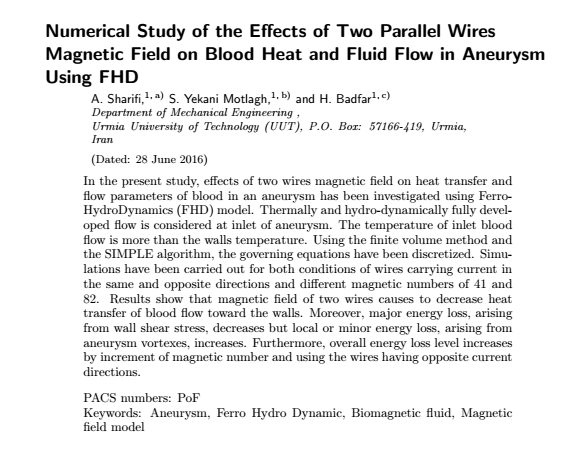 Numerical Study of the Effects of Two Parallel Wires
Magnetic Field on Blood Heat and Fluid Flow in Aneurysm
Using FHD
A. Sharifi,1, a) S. Yekani Motlagh,1, b) and H. Badfar1, c)
Department of Mechanical Engineering ,
Urmia University of Technology (UUT), P.O. Box: 57166-419, Urmia,
Iran
(Dated: 28 June 2016)
In the present study, effects of two wires magnetic field on heat transfer and
flow parameters of blood in an aneurysm has been investigated using Ferro-
HydroDynamics (FHD) model. Thermally and hydro-dynamically fully devel-
oped flow is considered at inlet of aneurysm. The temperature of inlet blood
flow is more than the walls temperature. Using the finite volume method and
the SIMPLE algorithm, the governing equations have been discretized. Simu-
lations have been carried out for both conditions of wires carrying current in
the same and opposite directions and different magnetic numbers of 41 and
82. Results show that magnetic field of two wires causes to decrease heat
transfer of blood flow toward the walls. Moreover, major energy loss, arising
from wall shear stress, decreases but local or minor energy loss, arising from
aneurysm vortexes, increases. Furthermore, overall energy loss level increases
by increment of magnetic number and using the wires having opposite current
directions.
PACS numbers: PoF
Keywords: Aneurysm, Ferro Hydro Dynamic, Biomagnetic fluid, Magnetic
field model